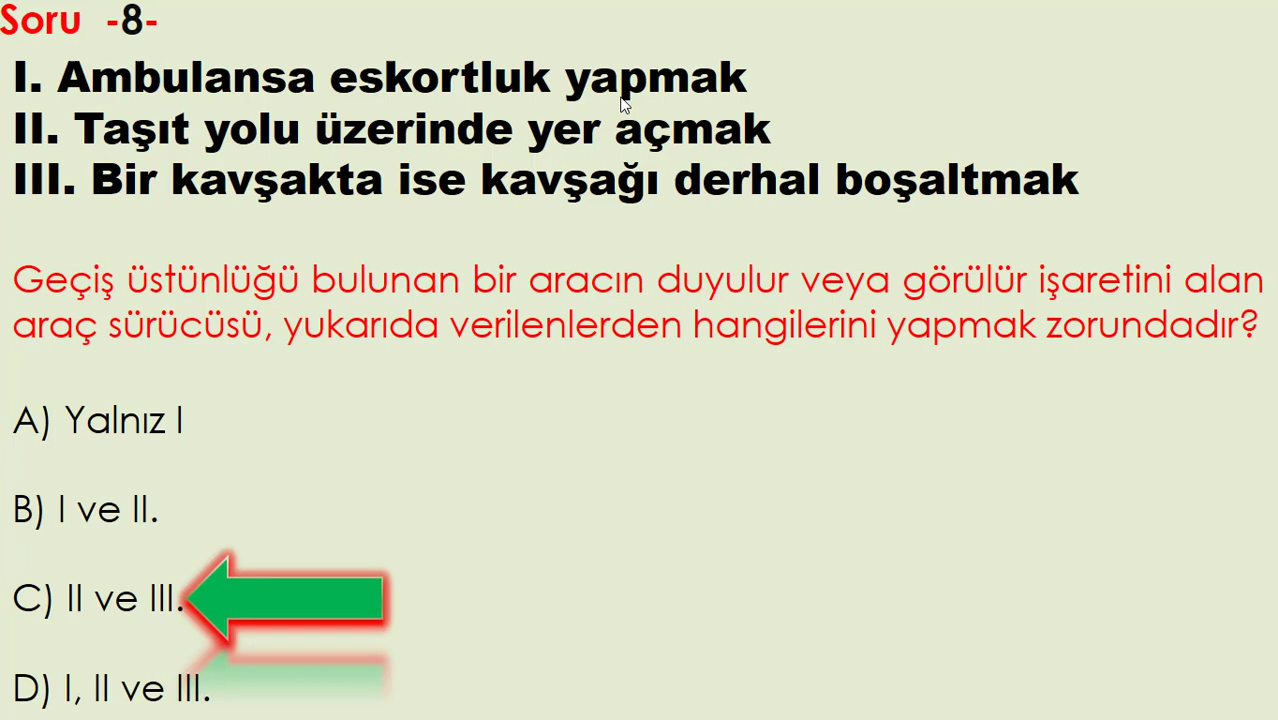 Soru -8-
I. Ambulansa eskortluk yapmak
II. Taşıt yolu üzerinde yer açmak
III. Bir kavşakta ise kavşağı derhal boşaltmak
Geçiş üstünlüğü bulunan bir aracın duyulur veya görülür işaretini alan
araç sürücüsü, yukarıda verilenlerden hangilerini yapmak zorundadır?
A) Yalnız I
B) I ve II.
C) II ve III.
D) I, II ve III.